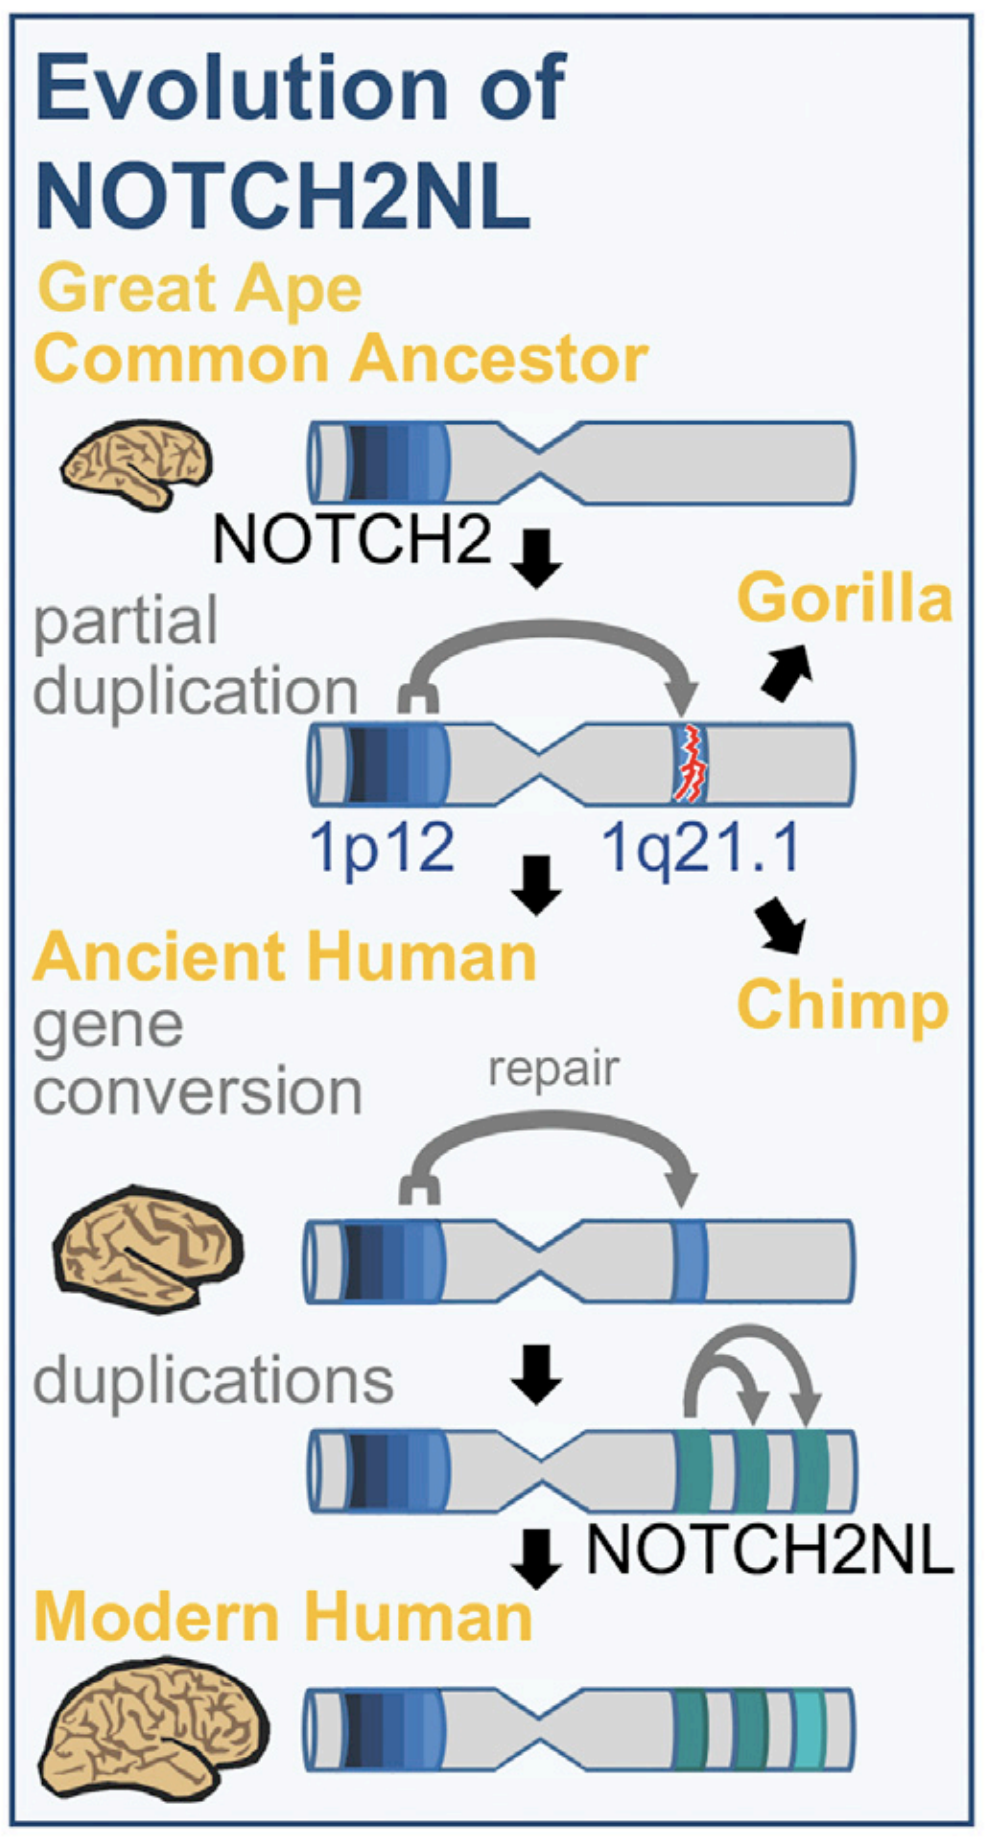 Evolution of
NOTCH2NL
Great Ape
Common Ancestor
NOTCH2
Gorilla
partial
duplication
1p12
1q21.1
Ancient Human
Chimp
gene
conversion
repair
duplications
NOTCH2NL
Modern Human